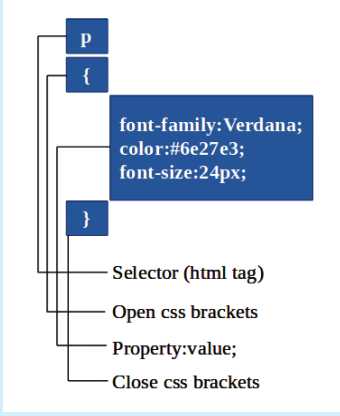 p
{
font-family:Verdana;
color:#6e27e3;
font-size:24px;
}
Selector (html tag)
Open css brackets
Property:value;
Close css brackets